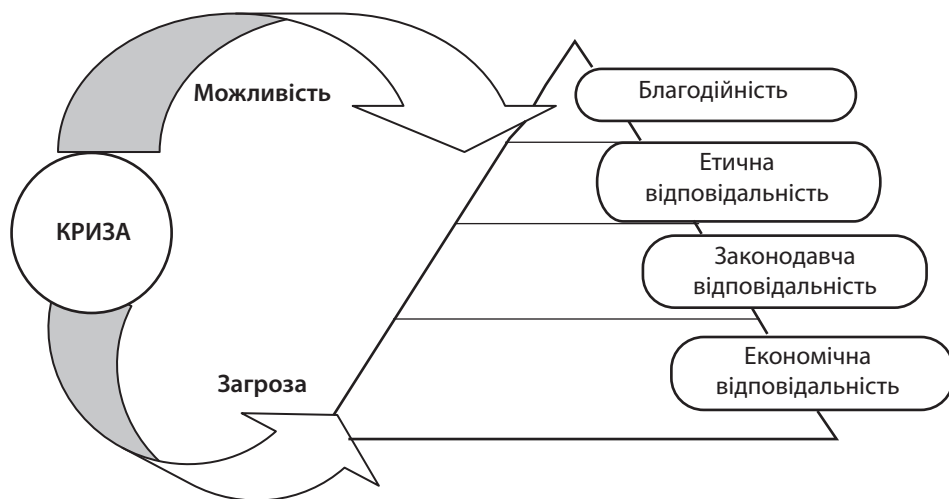 Можливість
Благодійність
Етична
відповідальність
КРИЗА
Законодавча
відповідальність
Загроза
Економічна
відповідальність